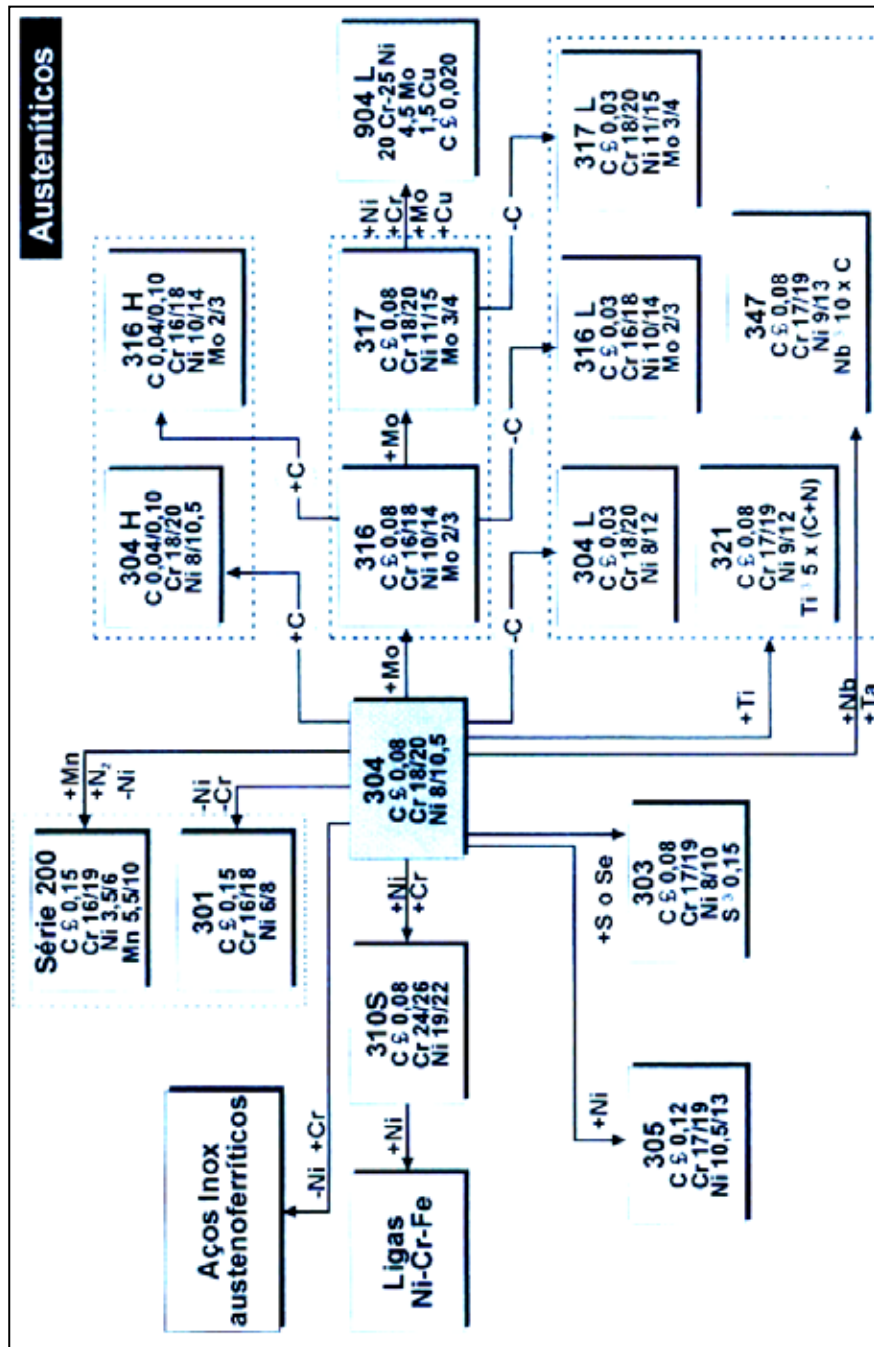 Austeníticos
Aços Inox
austenoferríticos
-Ni +Cr
Série 200
C £ 0,15
Cr 16/19
Ni 3,5/6
Mn 5,5/10
+Mn
+N₂
-Ni
301
C £ 0,15
Cr 16/18
Ni 6/8
-Ni
-Cr
304 H
C 0,04/0,10
Cr 18/20
Ni 8/10,5
+C
316 H
C 0,04/0,10
Cr 16/18
Ni 10/14
Mo 2/3
+C
Ligas
Ni-Cr-Fe
+Ni
310S
C £ 0,08
Cr 24/26
Ni 19/22
+Ni
+Cr
304
C £ 0,08
Cr 18/20
Ni 8/10,5
+Mo
316
C £ 0,08
Cr 16/18
Ni 10/14
Mo 2/3
+Mo
317
C £ 0,08
Cr 18/20
Ni 11/15
Mo 3/4
+Ni
+Cr
+Mo
+Cu
904 L
20 Cr-25 Ni
4,5 Mo
1,5 Cu
C £ 0,020
-C
-C
-C
304 L
C £ 0,03
Cr 18/20
Ni 8/12
316 L
C £ 0,03
Cr 16/18
Ni 10/14
Mo 2/3
317 L
C £ 0,03
Cr 18/20
Ni 11/15
Mo 3/4
305
C £ 0,12
Cr 17/19
Ni 10,5/13
+Ni
303
C £ 0,08
Cr 17/19
Ni 8/10
S ³ 0,15
+S o Se
+Ti
321
C £ 0,08
Cr 17/19
Ni 9/12
Ti ³ 5 x (C+N)
+Nb
+Ta
347
C £ 0,08
Cr 17/19
Ni 9/13
Nb ³ 10 x C